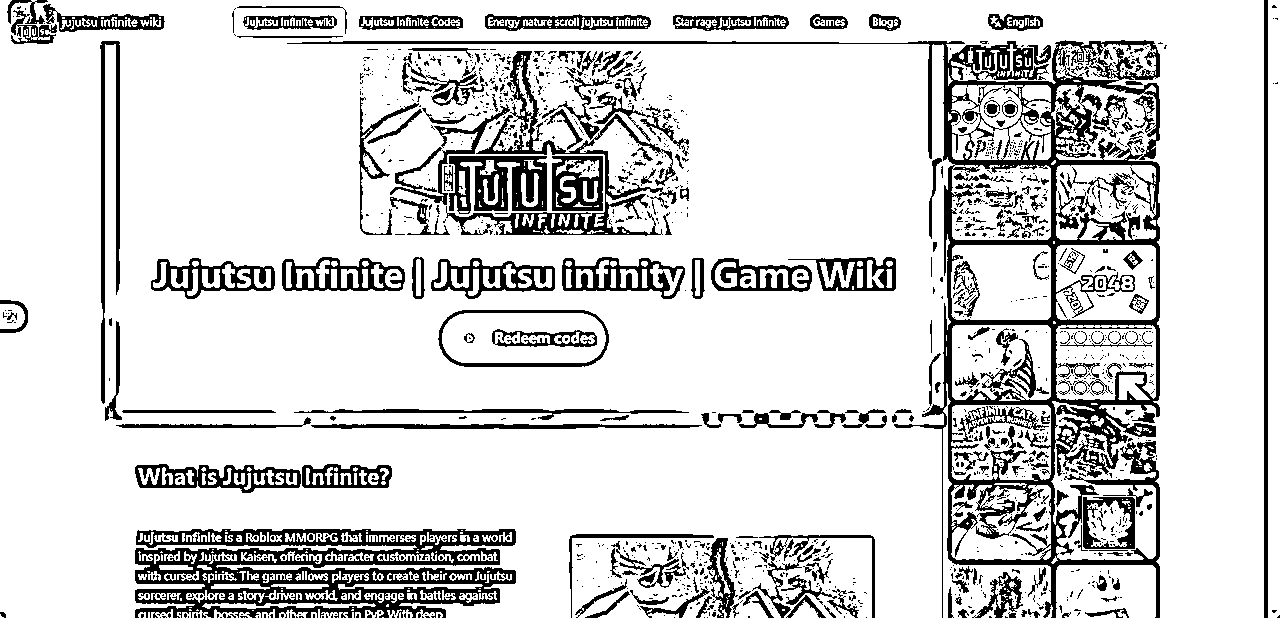 jujutsu infinite wiki
Jujutsu infinite wiki
Jujutsu Infinite Codes
Energy nature scroll jujutsu infinite
Star rage Jujutsu Infinite
Games
Blogs
English
JUJUTSU
INFINITE
JUJUTSU
INFINITE
SPUNKI
Jujutsu Infinite | Jujutsu infinity | Game Wiki
2048
Redeem codes
What is Jujutsu Infinite?
Jujutsu Infinite is a Roblox MMORPG that immerses players in a world
inspired by Jujutsu Kaisen, offering character customization, combat
with cursed spirits. The game allows players to create their own Jujutsu
sorcerer, explore a story-driven world, and engage in battles against
cursed spirits, bosses, and other players in PvP. With deep